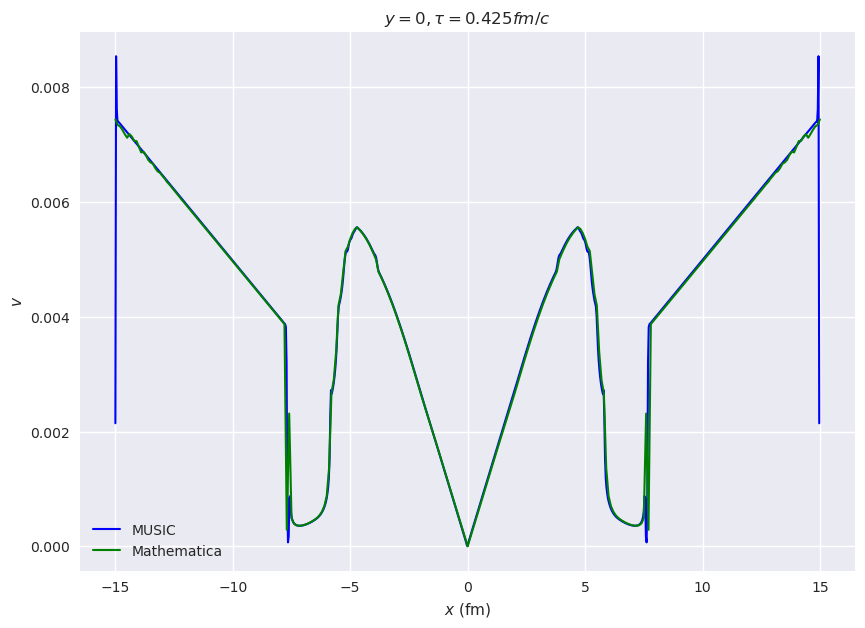 y = 0, τ = 0.425fm/c
0.008
0.006
0.004
0.002
0.000
v
MUSIC
Mathematica
−15
−10
−5
0
5
10
15
x (fm)